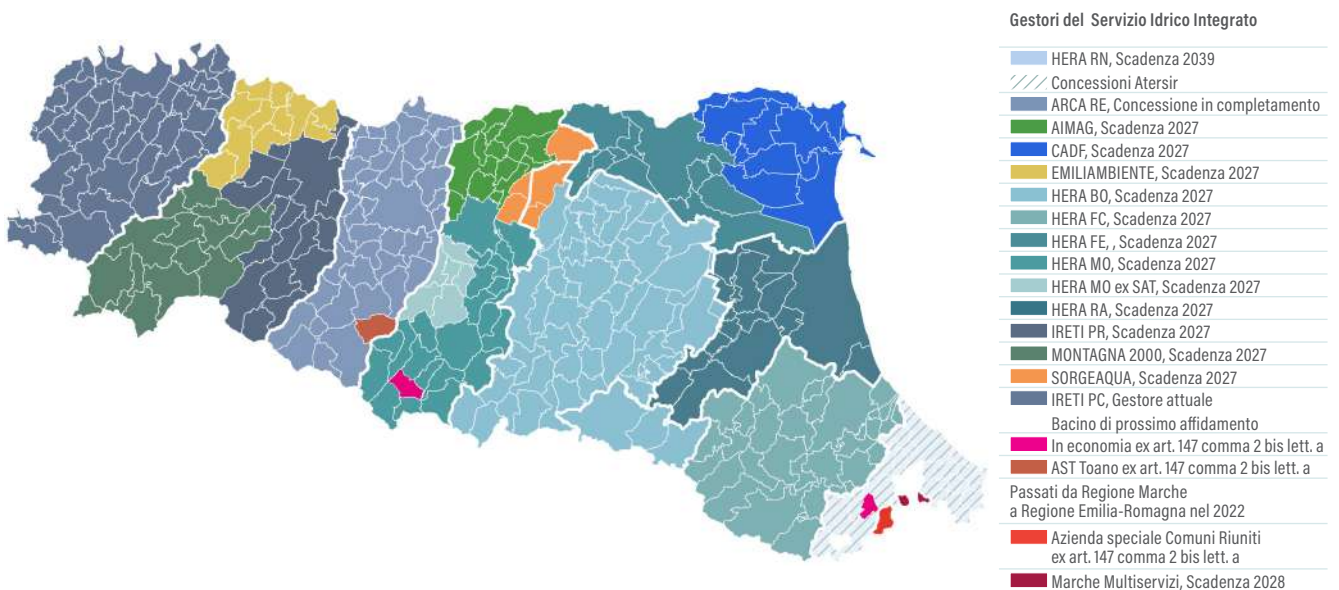 Gestori del Servizio Idrico Integrato
HERA RN, Scadenza 2039
Concessioni Atersir
ARCA RE, Concessione in completamento
AIMAG, Scadenza 2027
CADF, Scadenza 2027
EMILIAMBIENTE, Scadenza 2027
HERA BO, Scadenza 2027
HERA FC, Scadenza 2027
HERA FE, , Scadenza 2027
HERA MO, Scadenza 2027
HERA MO ex SAT, Scadenza 2027
HERA RA, Scadenza 2027
IRETI PR, Scadenza 2027
MONTAGNA 2000, Scadenza 2027
SORGEAQUA, Scadenza 2027
IRETI PC, Gestore attuale
Bacino di prossimo affidamento
In economia ex art. 147 comma 2 bis lett. a
AST Toano ex art. 147 comma 2 bis lett. a
Passati da Regione Marche
a Regione Emilia-Romagna nel 2022
Azienda speciale Comuni Riuniti
ex art. 147 comma 2 bis lett. a
Marche Multiservizi, Scadenza 2028